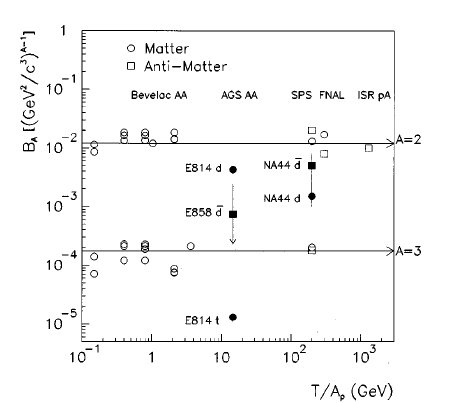 1
10⁻¹
10⁻²
10⁻³
10⁻⁴
10⁻⁵
B_A [(GeV²/c³)^A⁻¹]
○ Matter
□ Anti-Matter
Bevelac AA AGS AA SPS FNAL ISR pA
A=2
E814 d
NA44 d̅
NA44 d
E858 d̅
A=3
E814 t
10⁻¹ 1 10 10² 10³
T/A_p (GeV)